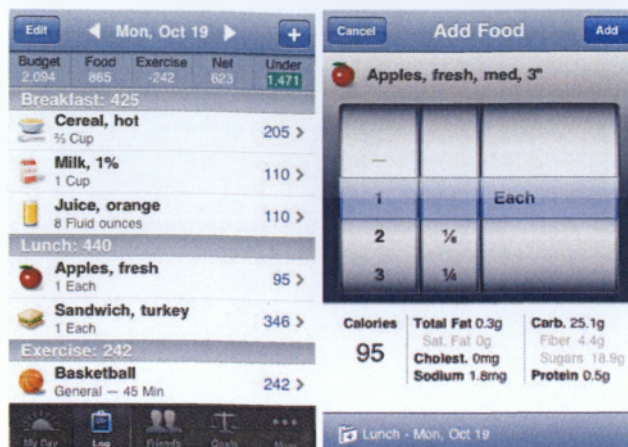 Edit
Mon, Oct 19
+
Budget Food Exercise Net Under
2,094 865 -242 623 1,471
Breakfast: 425
Cereal, hot
⅔ Cup
205
Milk, 1%
1 Cup
110
Juice, orange
8 Fluid ounces
110
Lunch: 440
Apples, fresh
1 Each
95
Sandwich, turkey
1 Each
346
Exercise: 242
Basketball
General — 45 Min
242
My Day Log Friends Goals More
Cancel Add Food Add
Apples, fresh, med, 3"
—
1 Each
2 ⅛
3 ¼
Calories
95
Total Fat 0.3g
Sat. Fat 0g
Cholest. 0mg
Sodium 1.8mg
Carb. 25.1g
Fiber 4.4g
Sugars 18.9g
Protein 0.5g
Lunch - Mon, Oct 19